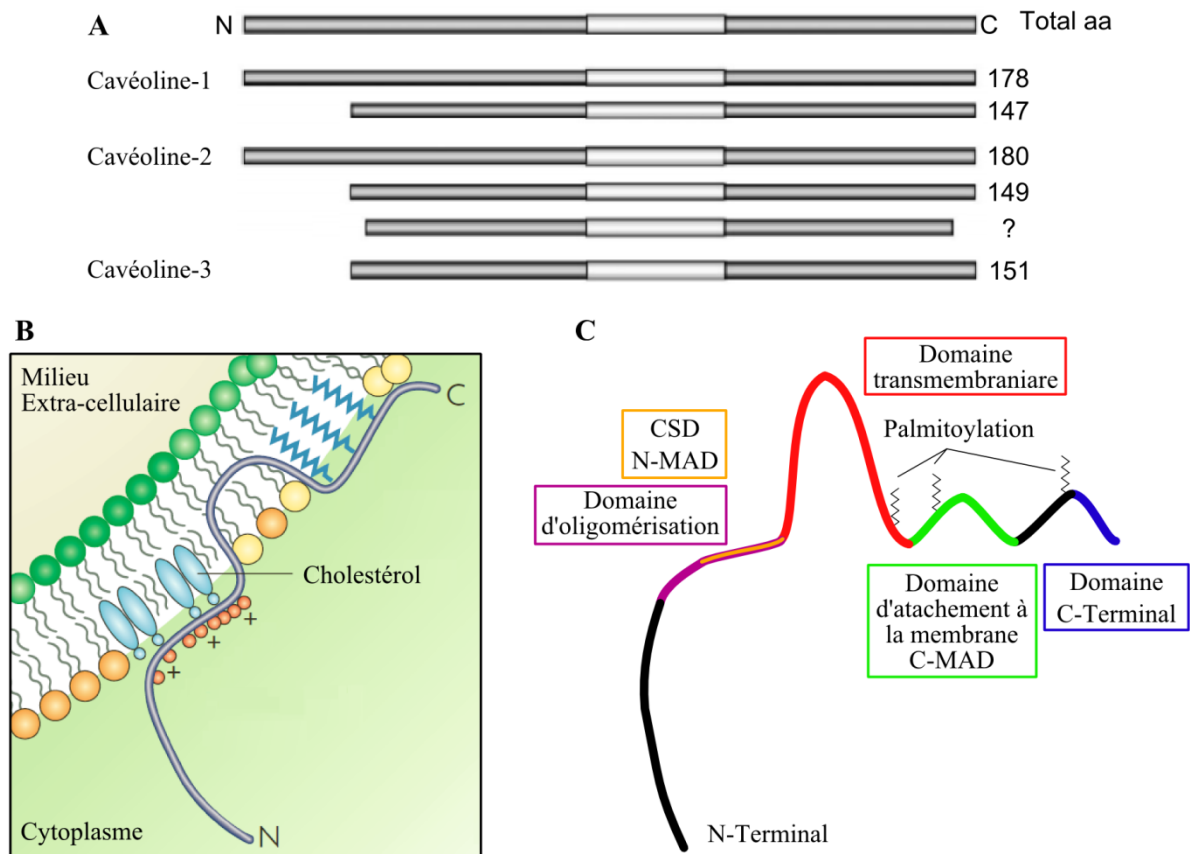 A
N
C
Total aa
Cavéoline-1
178
147
Cavéoline-2
180
149
?
Cavéoline-3
151
B
Milieu
Extra-cellulaire
C
Cholestérol
+
+
+
N
Cytoplasme
C
Domaine
transmembraniare
CSD
N-MAD
Palmitoylation
Domaine
d'oligomérisation
Domaine
d'atachement à
la membrane
C-MAD
Domaine
C-Terminal
N-Terminal